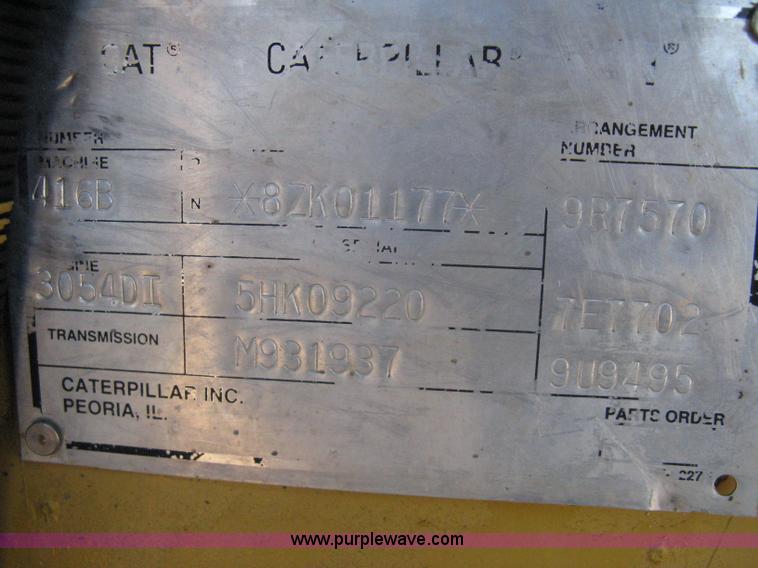 CAT® CATERPILLAR® ®
NUMBER
ARRANGEMENT
NUMBER
MACHINE
416B
P
N
*8ZK01177*
9R7570
3054DI
5HK09220
7E7702
TRANSMISSION
M931937
9U9495
CATERPILLAR INC.
PEORIA, IL.
PARTS ORDER
227
www.purplewave.com